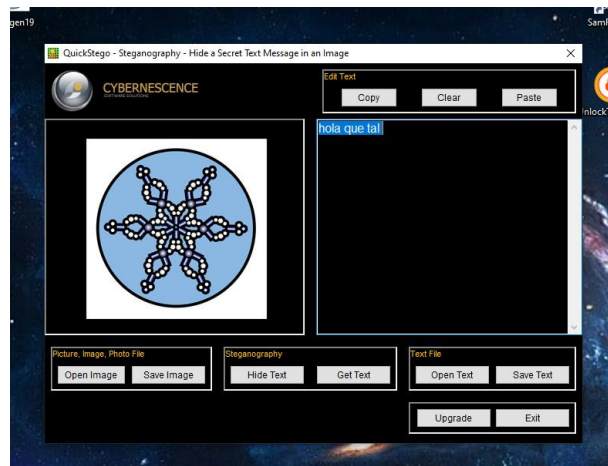 gen19
QuickStego - Steganography - Hide a Secret Text Message in an Image
CYBERNESCENCE
SOFTWARE SOLUTIONS
Edit Text
Copy
Clear
Paste
hola que tal
Picture, Image, Photo File
Open Image
Save Image
Steganography
Hide Text
Get Text
Text File
Open Text
Save Text
Upgrade
Exit